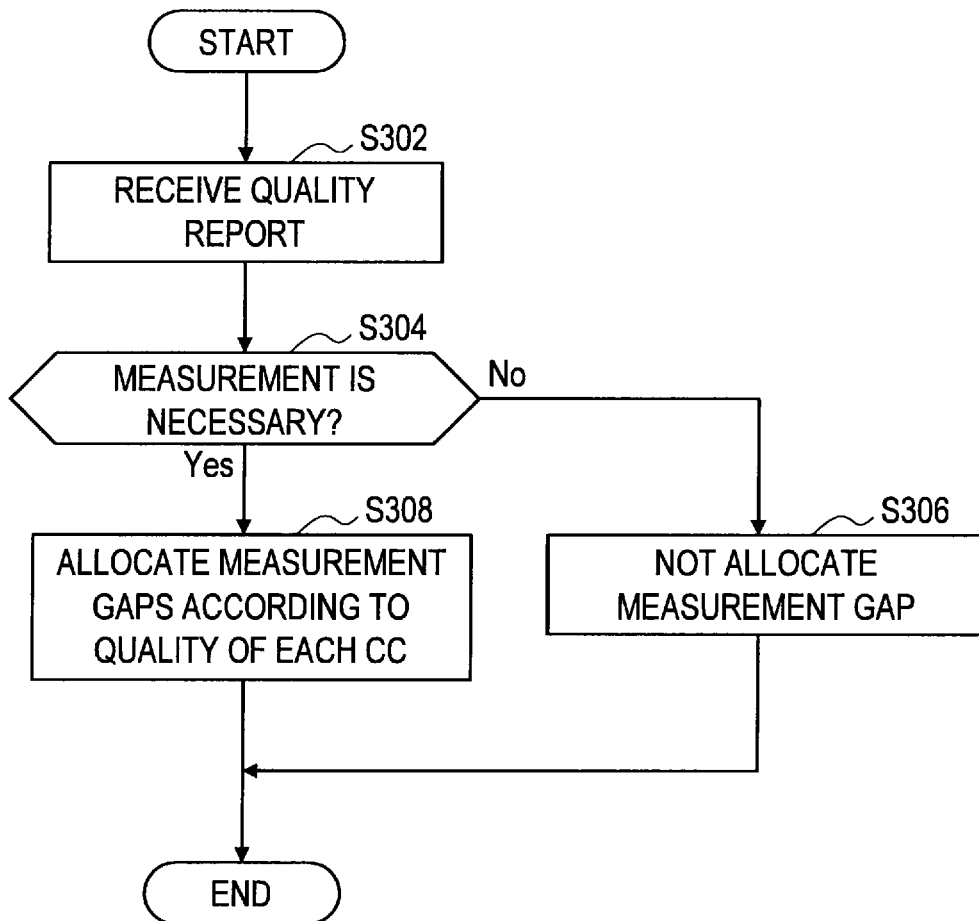 START
S302
RECEIVE QUALITY
REPORT
S304
MEASUREMENT IS
NECESSARY?
No
Yes
S308
ALLOCATE MEASUREMENT
GAPS ACCORDING TO
QUALITY OF EACH CC
S306
NOT ALLOCATE
MEASUREMENT GAP
END